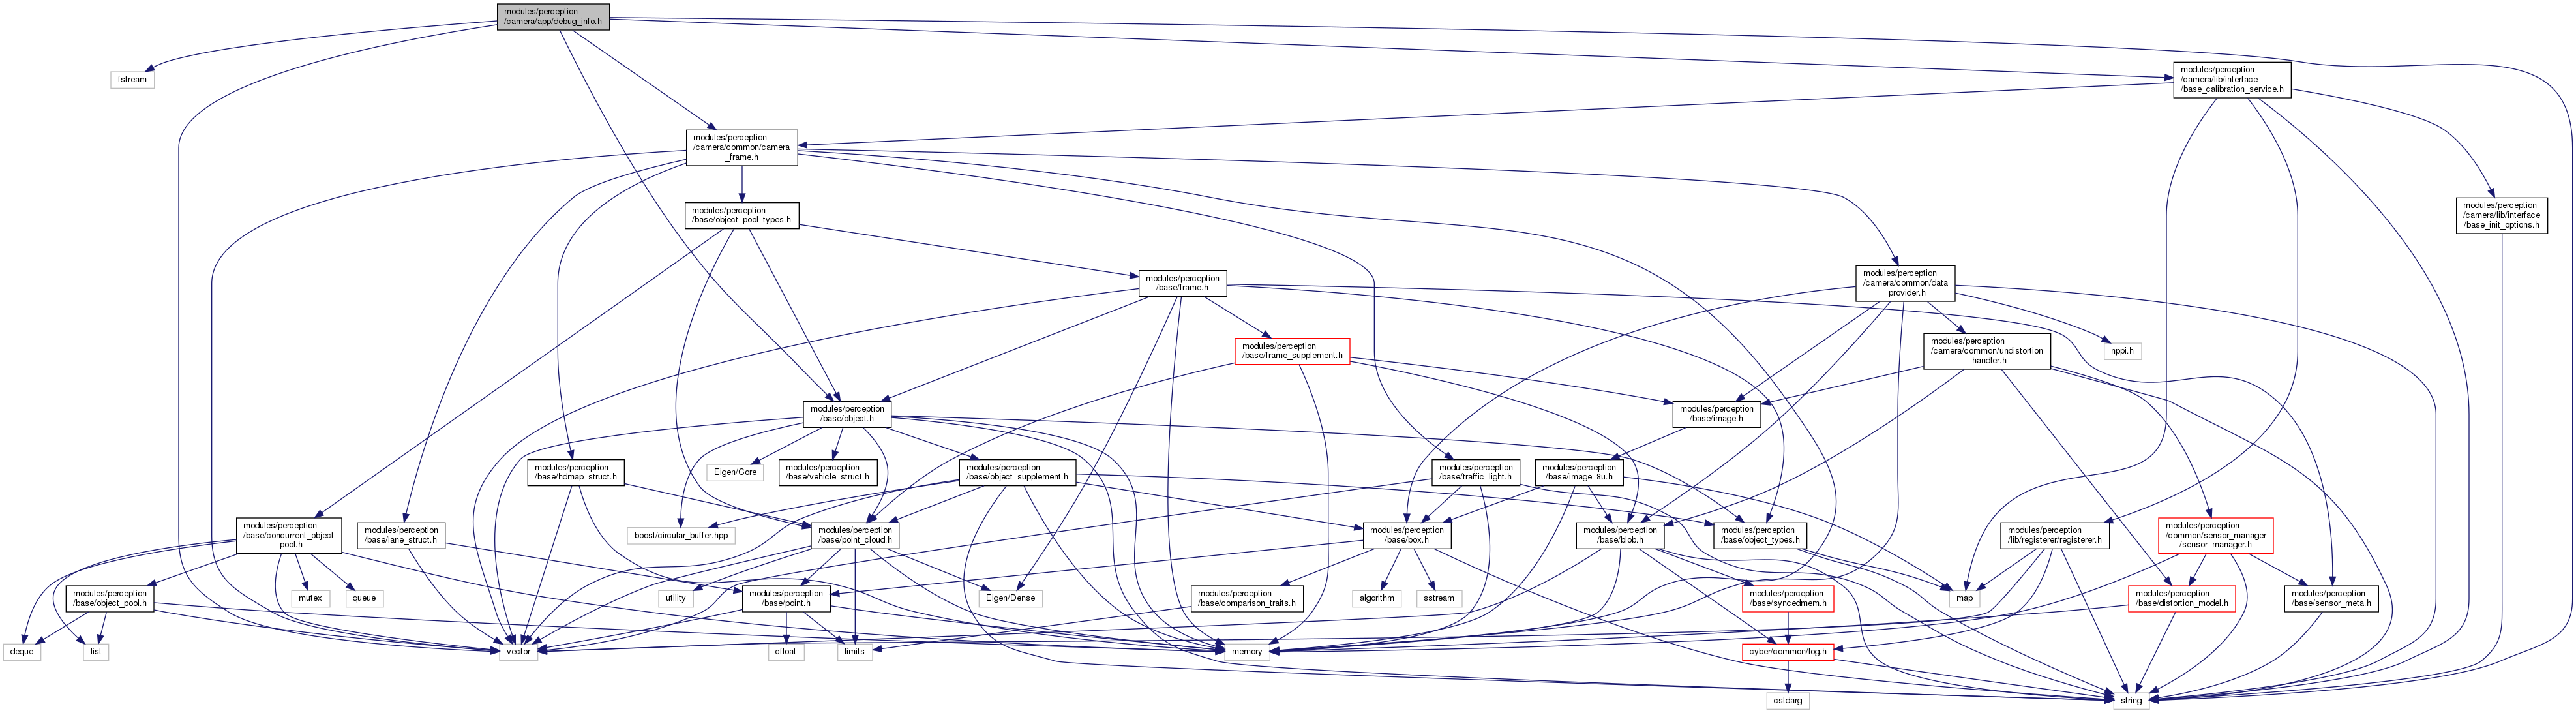 modules/perception
/camera/app/debug_info.h
fstream
modules/perception
/camera/lib/interface
/base_calibration_service.h
modules/perception
/camera/common/camera
_frame.h
modules/perception
/base/object_pool_types.h
modules/perception
/camera/lib/interface
/base_init_options.h
modules/perception
/base/frame.h
modules/perception
/camera/common/data
_provider.h
modules/perception
/base/frame_supplement.h
modules/perception
/camera/common/undistortion
_handler.h
nppi.h
modules/perception
/base/object.h
modules/perception
/base/image.h
modules/perception
/base/hdmap_struct.h
Eigen/Core
modules/perception
/base/vehicle_struct.h
modules/perception
/base/object_supplement.h
modules/perception
/base/traffic_light.h
modules/perception
/base/image_8u.h
modules/perception
/base/concurrent_object
_pool.h
modules/perception
/base/lane_struct.h
boost/circular_buffer.hpp
modules/perception
/base/point_cloud.h
modules/perception
/base/box.h
modules/perception
/base/blob.h
modules/perception
/base/object_types.h
modules/perception
/lib/registerer/registerer.h
modules/perception
/common/sensor_manager
/sensor_manager.h
modules/perception
/base/object_pool.h
mutex
queue
utility
modules/perception
/base/point.h
Eigen/Dense
modules/perception
/base/comparison_traits.h
algorithm
sstream
modules/perception
/base/syncedmem.h
map
modules/perception
/base/distortion_model.h
modules/perception
/base/sensor_meta.h
deque
list
vector
cfloat
limits
memory
cyber/common/log.h
cstdarg
string